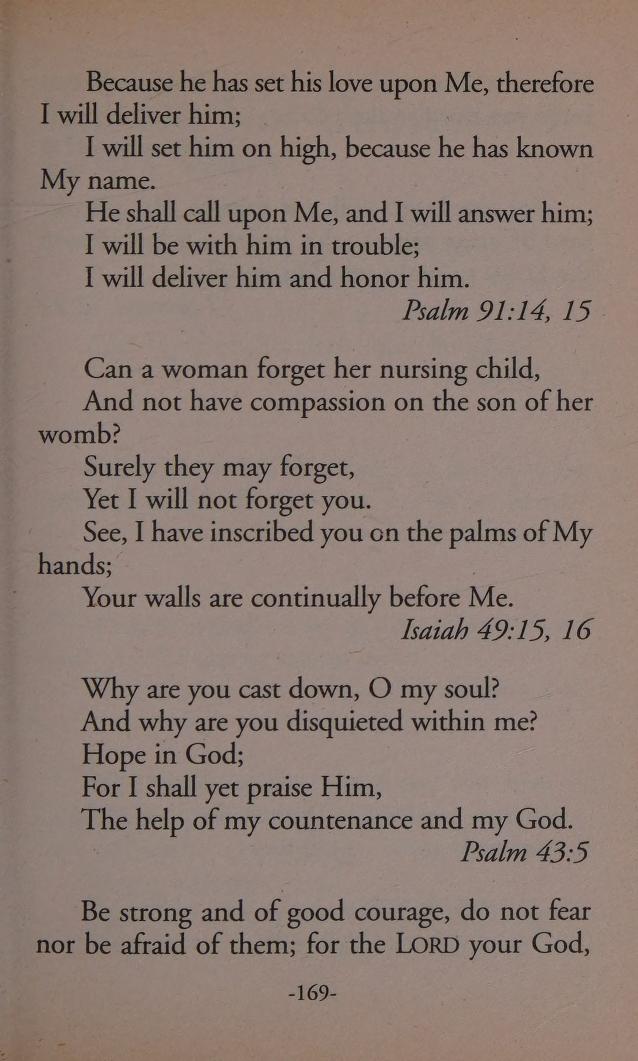 Because he has set his love upon Me, therefore
I will deliver him;
I will set him on high, because he has known
My name.
He shall call upon Me, and I will answer him;
I will be with him in trouble;
I will deliver him and honor him.
Psalm 91:14, 15
Can a woman forget her nursing child,
And not have compassion on the son of her
womb?
Surely they may forget,
Yet I will not forget you.
See, I have inscribed you on the palms of My
hands;
Your walls are continually before Me.
Isaiah 49:15, 16
Why are you cast down, O my soul?
And why are you disquieted within me?
Hope in God;
For I shall yet praise Him,
The help of my countenance and my God.
Psalm 43:5
Be strong and of good courage, do not fear
nor be afraid of them; for the LORD your God,
-169-